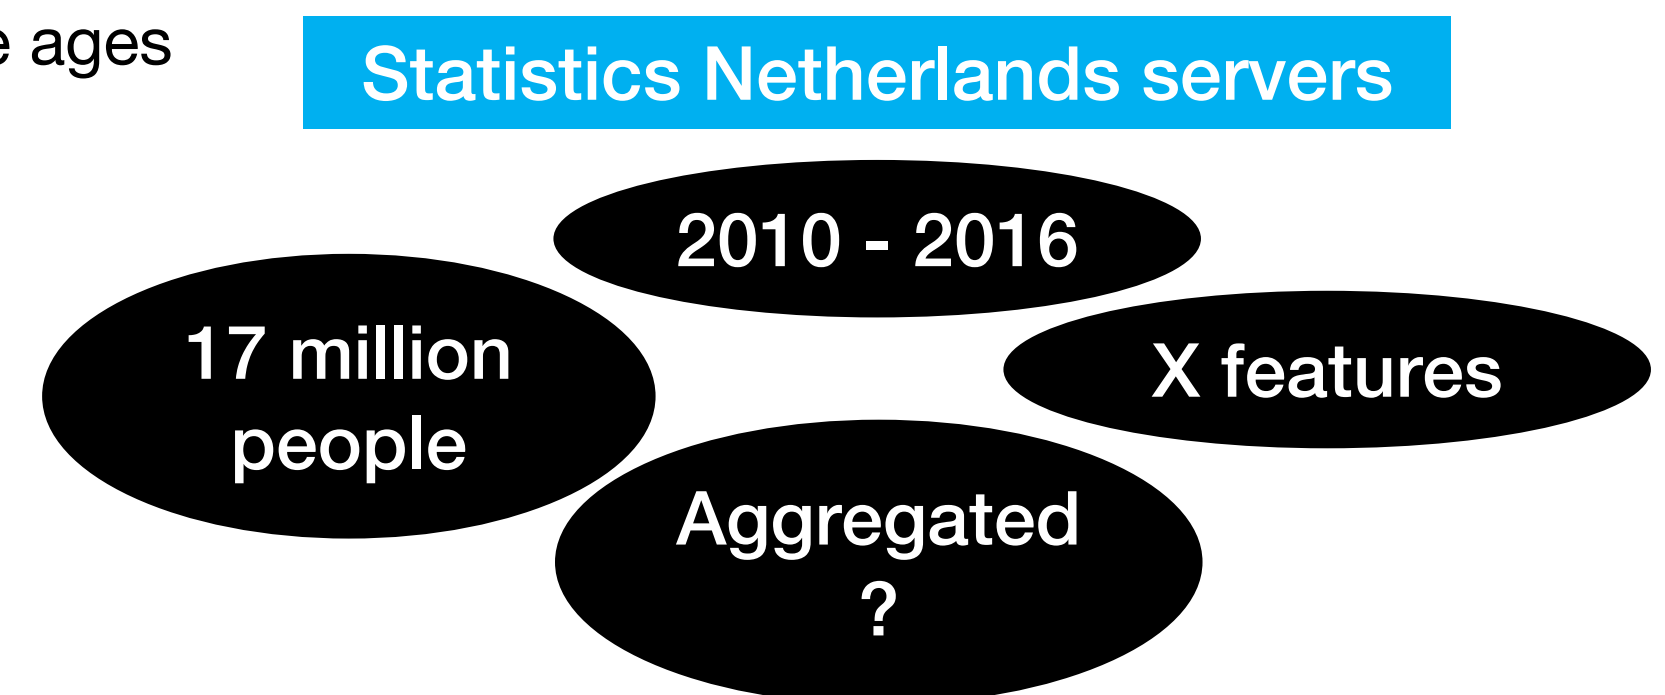 e ages
Statistics Netherlands servers
2010 - 2016
17 million
people
X features
Aggregated
?